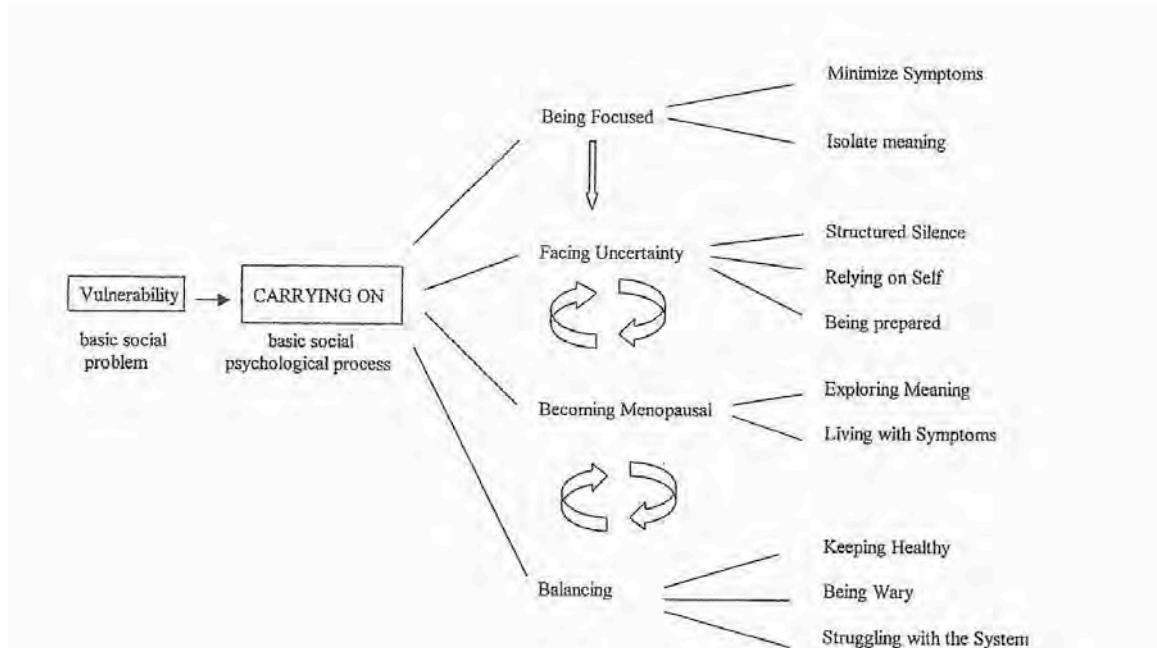 Minimize Symptoms
Being Focused
Isolate meaning
Structured Silence
Facing Uncertainty
Relying on Self
Vulnerability
CARRYING ON
Being prepared
basic social
problem
basic social
psychological process
Exploring Meaning
Becoming Menopausal
Living with Symptoms
Keeping Healthy
Balancing
Being Wary
Struggling with the System